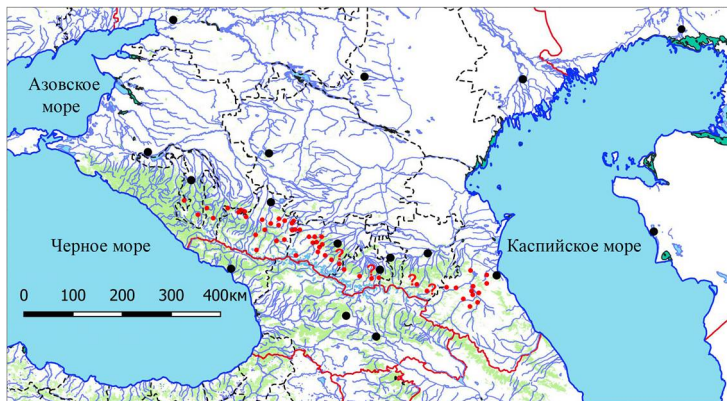 Азовское
море
Черное море
Каспийское море
0 100 200 300 400км
?
?
?
?